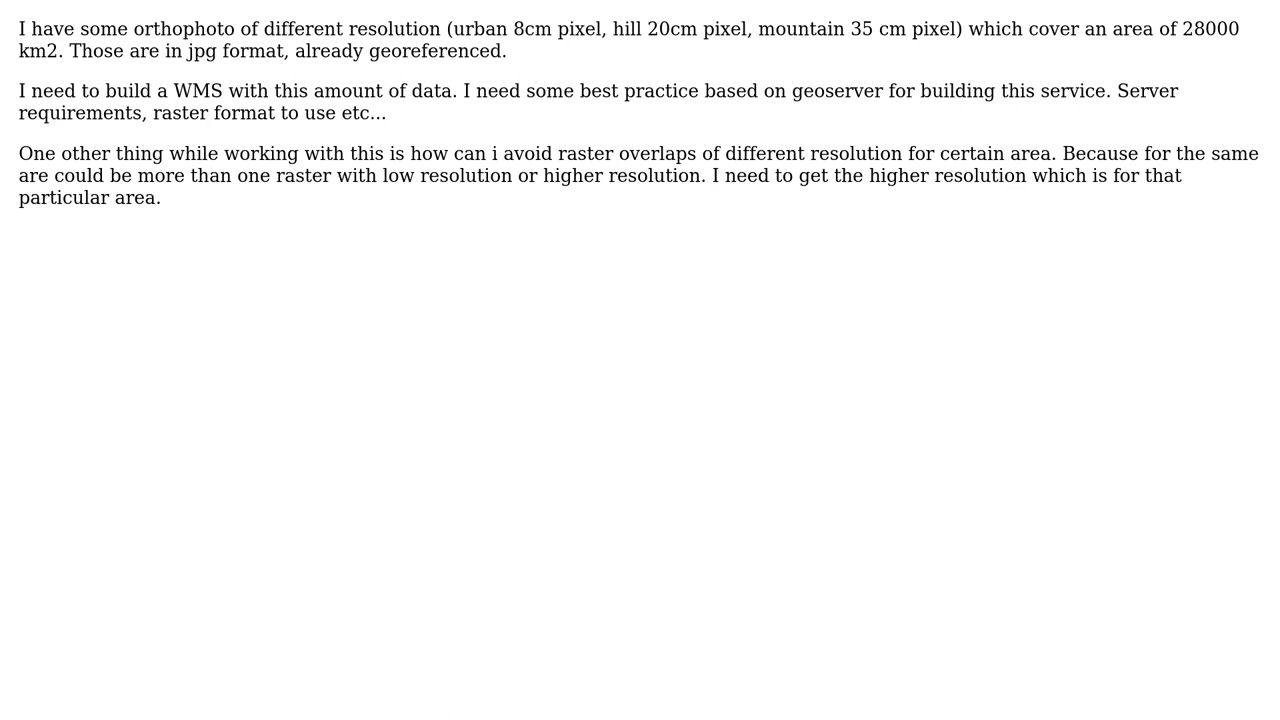 I have some orthophoto of different resolution (urban 8cm pixel, hill 20cm pixel, mountain 35 cm pixel) which cover an area of 28000
km2. Those are in jpg format, already georeferenced.
I need to build a WMS with this amount of data. I need some best practice based on geoserver for building this service. Server
requirements, raster format to use etc...
One other thing while working with this is how can i avoid raster overlaps of different resolution for certain area. Because for the same
are could be more than one raster with low resolution or higher resolution. I need to get the higher resolution which is for that
particular area.